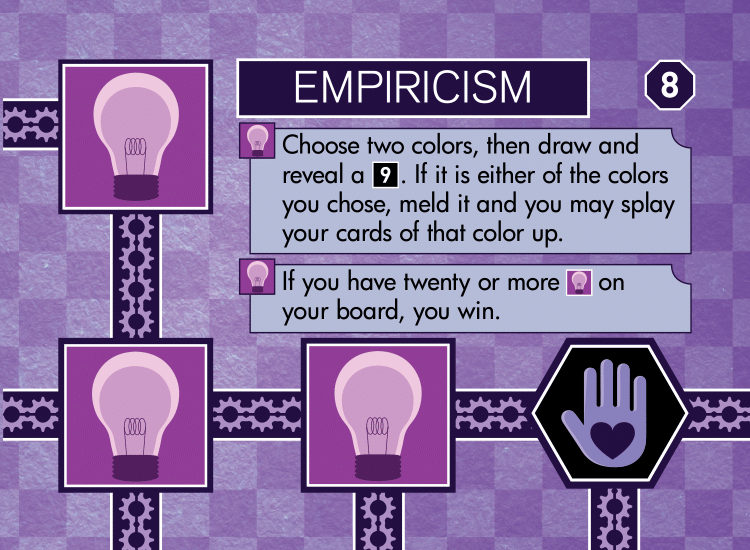 EMPIRICISM
8
Choose two colors, then draw and
reveal a 9. If it is either of the colors
you chose, meld it and you may splay
your cards of that color up.
If you have twenty or more on
your board, you win.